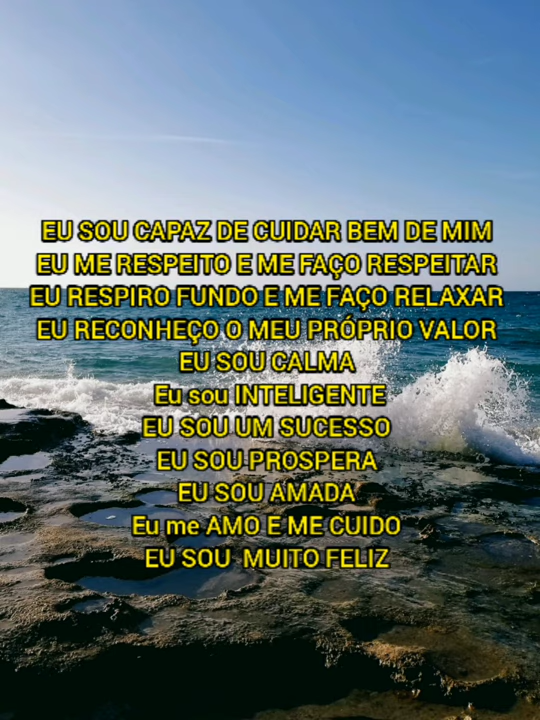 EU SOU CAPAZ DE CUIDAR BEM DE MIM
EU ME RESPEITO E ME FAÇO RESPEITAR
EU RESPIRO FUNDO E ME FAÇO RELAXAR
EU RECONHEÇO O MEU PRÓPRIO VALOR
EU SOU CALMA
Eu sou INTELIGENTE
EU SOU UM SUCESSO
EU SOU PROSPERA
EU SOU AMADA
Eu me AMO E ME CUIDO
EU SOU MUITO FELIZ